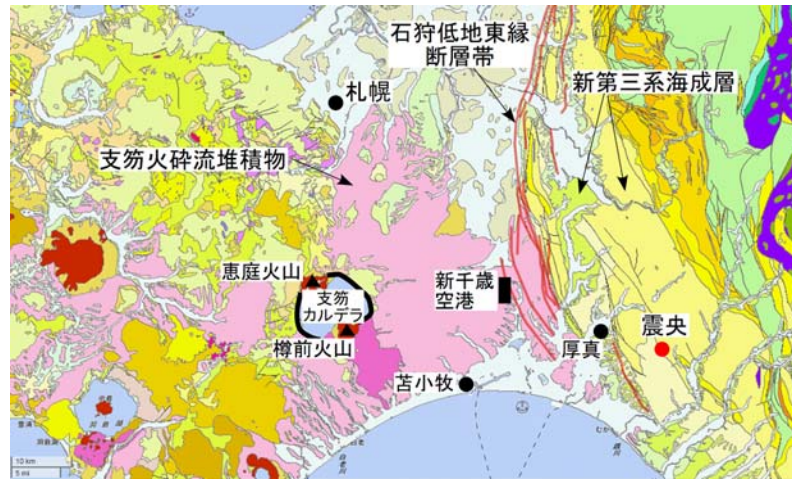 石狩低地東縁
断層帯
札幌
新第三系海成層
支笏火砕流堆積物
恵庭火山
支笏
カルデラ
新千歳
空港
樽前火山
厚真
震央
苫小牧
10 km
5 mi